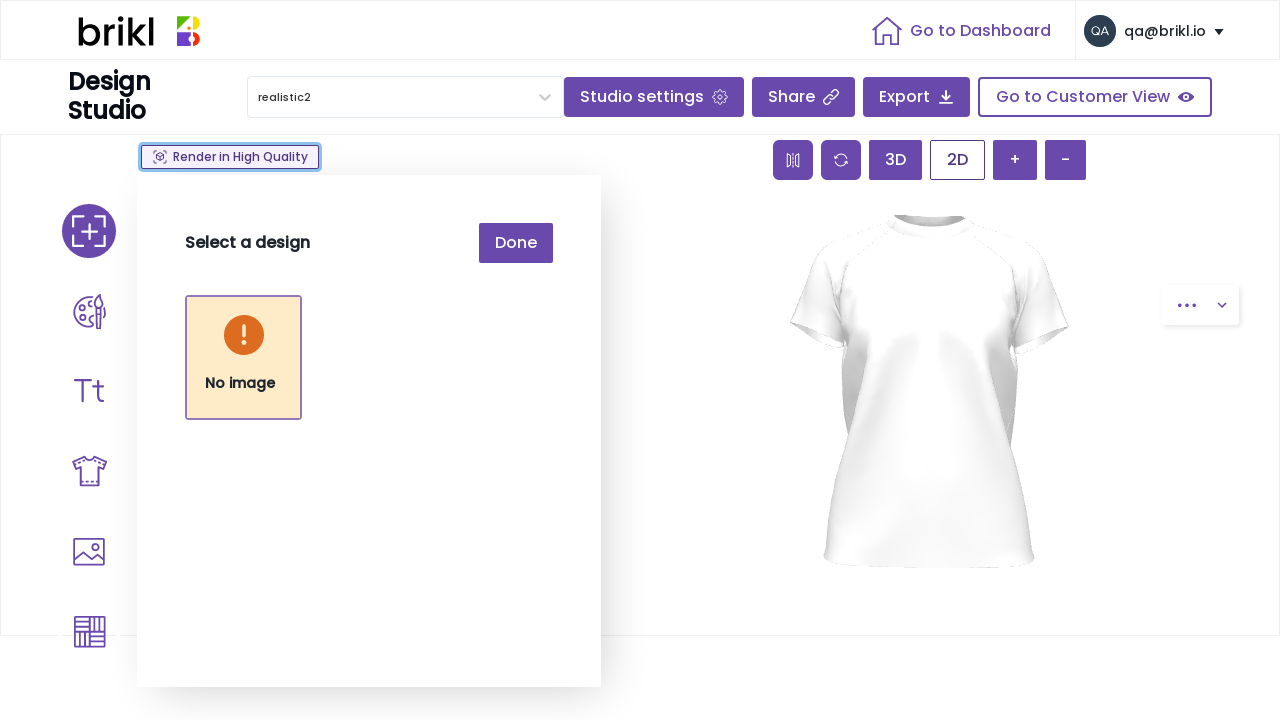 brikl
Go to Dashboard
QA
qa@brikl.io
Design
Studio
realistic2
Studio settings
Share
Export
Go to Customer View
Render in High Quality
3D
2D
+
-
Select a design
Done
No image
Tt